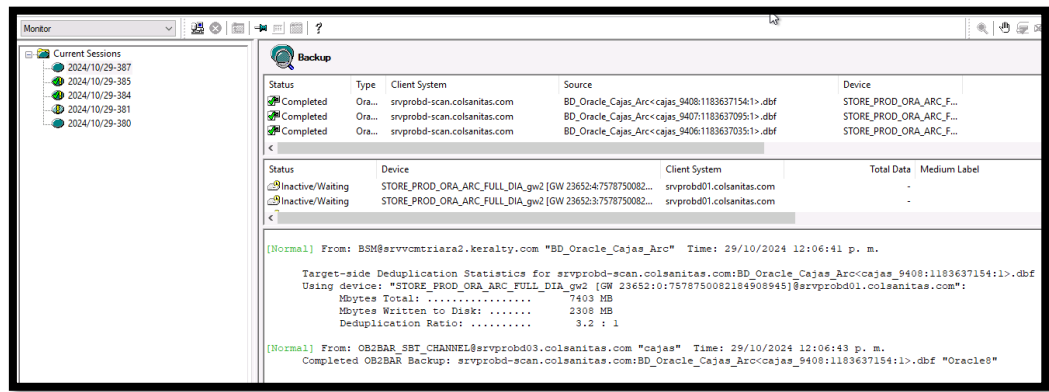 Monitor
Current Sessions
2024/10/29-387
2024/10/29-385
2024/10/29-384
2024/10/29-381
2024/10/29-380
Backup
Status Type Client System Source Device
Completed Ora... srvprobd-scan.colsanitas.com BD_Oracle_Cajas_Arc<cajas_9408:1183637154:1>.dbf STORE_PROD_ORA_ARC_F...
Completed Ora... srvprobd-scan.colsanitas.com BD_Oracle_Cajas_Arc<cajas_9407:1183637095:1>.dbf STORE_PROD_ORA_ARC_F...
Completed Ora... srvprobd-scan.colsanitas.com BD_Oracle_Cajas_Arc<cajas_9406:1183637035:1>.dbf STORE_PROD_ORA_ARC_F...
Status Device Client System Total Data Medium Label
Inactive/Waiting STORE_PROD_ORA_ARC_FULL_DIA_gw2 [GW 23652:4:7578750082... srvprobd01.colsanitas.com -
Inactive/Waiting STORE_PROD_ORA_ARC_FULL_DIA_gw2 [GW 23652:3:7578750082... srvprobd01.colsanitas.com -
[Normal] From: BSM@srvvcmtriara2.keralty.com "BD_Oracle_Cajas_Arc" Time: 29/10/2024 12:06:41 p. m.
Target-side Deduplication Statistics for srvprobd-scan.colsanitas.com:BD_Oracle_Cajas_Arc<cajas_9408:1183637154:1>.dbf
Using device: "STORE_PROD_ORA_ARC_FULL_DIA_gw2 [GW 23652:0:7578750082184908945]@srvprobd01.colsanitas.com":
Mbytes Total: ................. 7403 MB
Mbytes Written to Disk: ....... 2308 MB
Deduplication Ratio: .......... 3.2 : 1
[Normal] From: OB2BAR_SBT_CHANNEL@srvprobd03.colsanitas.com "cajas" Time: 29/10/2024 12:06:43 p. m.
Completed OB2BAR Backup: srvprobd-scan.colsanitas.com:BD_Oracle_Cajas_Arc<cajas_9408:1183637154:1>.dbf "Oracle8"